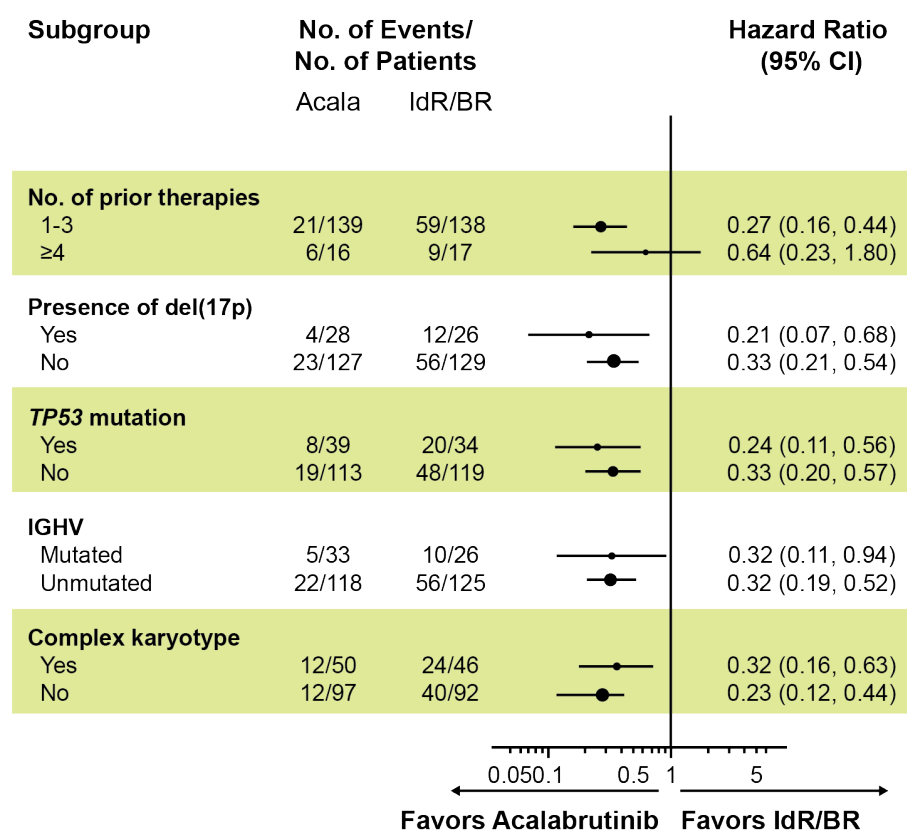 Subgroup No. of Events/ Hazard Ratio
No. of Patients (95% CI)
Acala IdR/BR
No. of prior therapies
1-3 21/139 59/138 0.27 (0.16, 0.44)
≥4 6/16 9/17 0.64 (0.23, 1.80)
Presence of del(17p)
Yes 4/28 12/26 0.21 (0.07, 0.68)
No 23/127 56/129 0.33 (0.21, 0.54)
TP53 mutation
Yes 8/39 20/34 0.24 (0.11, 0.56)
No 19/113 48/119 0.33 (0.20, 0.57)
IGHV
Mutated 5/33 10/26 0.32 (0.11, 0.94)
Unmutated 22/118 56/125 0.32 (0.19, 0.52)
Complex karyotype
Yes 12/50 24/46 0.32 (0.16, 0.63)
No 12/97 40/92 0.23 (0.12, 0.44)
0.05 0.1 0.5 1 5
Favors Acalabrutinib Favors IdR/BR